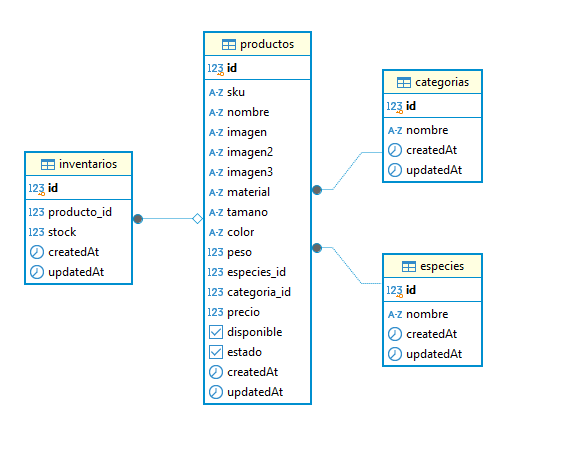 inventarios
123 id
123 producto_id
123 stock
createdAt
updatedAt
productos
123 id
A-Z sku
A-Z nombre
A-Z imagen
A-Z imagen2
A-Z imagen3
A-Z material
A-Z tamano
A-Z color
123 peso
123 especies_id
123 categoria_id
123 precio
disponible
estado
createdAt
updatedAt
categorias
123 id
A-Z nombre
createdAt
updatedAt
especies
123 id
A-Z nombre
createdAt
updatedAt